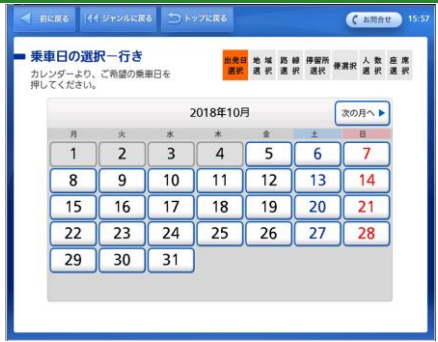 前に戻る ジャンルに戻る トップに戻る お問合せ 15:57
乗車日の選択－行き
カレンダーより、ご希望の乗車日を
押してください。
出発日選択 地域選択 路線選択 停留所選択 便選択 人数選択 座席選択
2018年10月 次の月へ
月 火 水 木 金 土 日
1 2 3 4 5 6 7
8 9 10 11 12 13 14
15 16 17 18 19 20 21
22 23 24 25 26 27 28
29 30 31